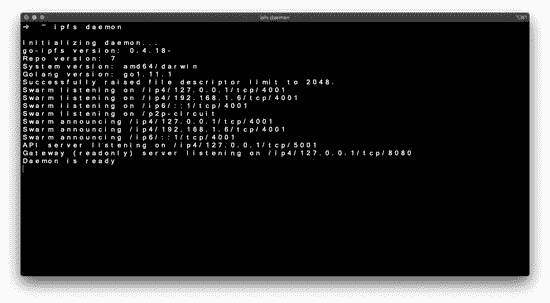 ipfs daemon
➜ ~ ipfs daemon
Initializing daemon...
go-ipfs version: 0.4.18-
Repo version: 7
System version: amd64/darwin
Golang version: go1.11.1
Successfully raised file descriptor limit to 2048.
Swarm listening on /ip4/127.0.0.1/tcp/4001
Swarm listening on /ip4/192.168.1.6/tcp/4001
Swarm listening on /ip6/::1/tcp/4001
Swarm listening on /p2p-circuit
Swarm announcing /ip4/127.0.0.1/tcp/4001
Swarm announcing /ip4/192.168.1.6/tcp/4001
Swarm announcing /ip6/::1/tcp/4001
API server listening on /ip4/127.0.0.1/tcp/5001
Gateway (readonly) server listening on /ip4/127.0.0.1/tcp/8080
Daemon is ready